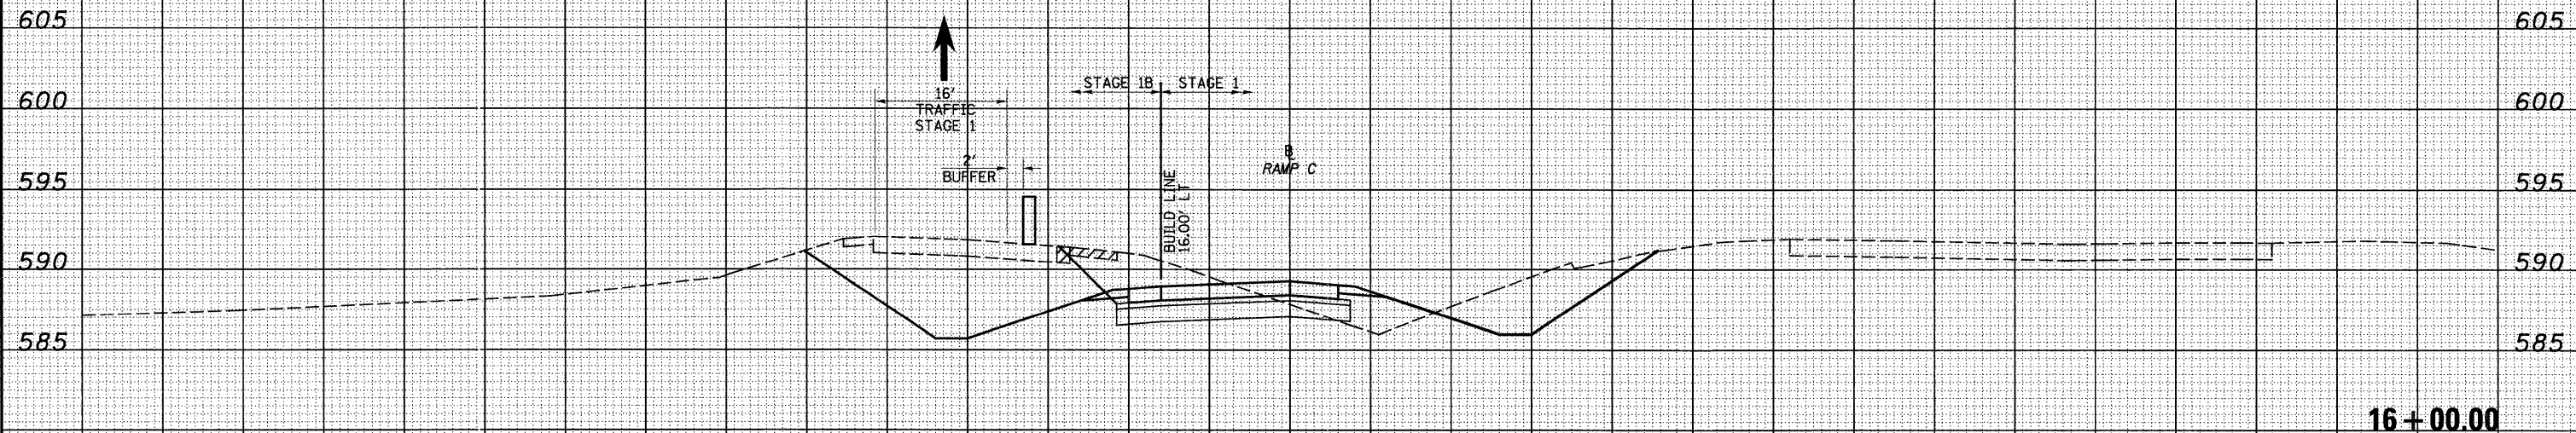 605 605
STAGE 1B STAGE 1
16'
600 600
TRAFFIC
STAGE 1
B
2'
RAMP C
BUFFER
595 595
BUILD LINE
16.00' LT
590 590
585 585
16+00.00